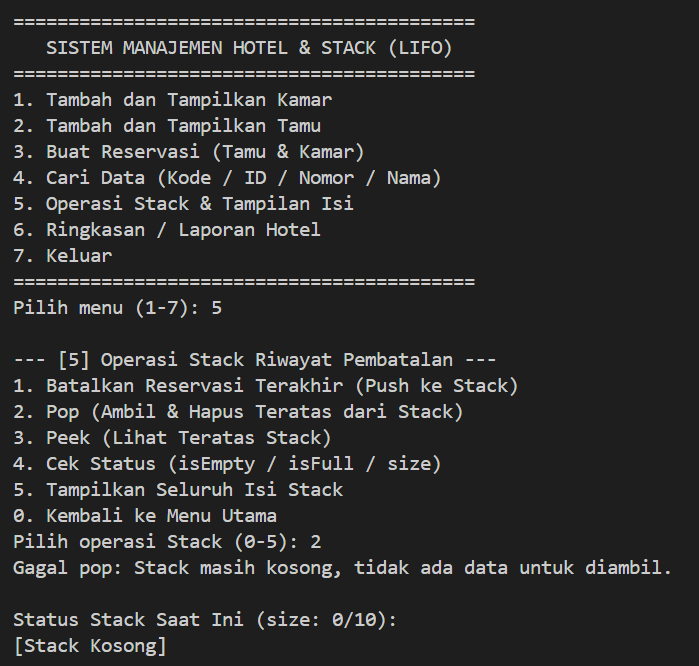 ==========================================
SISTEM MANAJEMEN HOTEL & STACK (LIFO)
==========================================
1. Tambah dan Tampilkan Kamar
2. Tambah dan Tampilkan Tamu
3. Buat Reservasi (Tamu & Kamar)
4. Cari Data (Kode / ID / Nomor / Nama)
5. Operasi Stack & Tampilan Isi
6. Ringkasan / Laporan Hotel
7. Keluar
==========================================
Pilih menu (1-7): 5

--- [5] Operasi Stack Riwayat Pembatalan ---
1. Batalkan Reservasi Terakhir (Push ke Stack)
2. Pop (Ambil & Hapus Teratas dari Stack)
3. Peek (Lihat Teratas Stack)
4. Cek Status (isEmpty / isFull / size)
5. Tampilkan Seluruh Isi Stack
0. Kembali ke Menu Utama
Pilih operasi Stack (0-5): 2
Gagal pop: Stack masih kosong, tidak ada data untuk diambil.

Status Stack Saat Ini (size: 0/10):
[Stack Kosong]